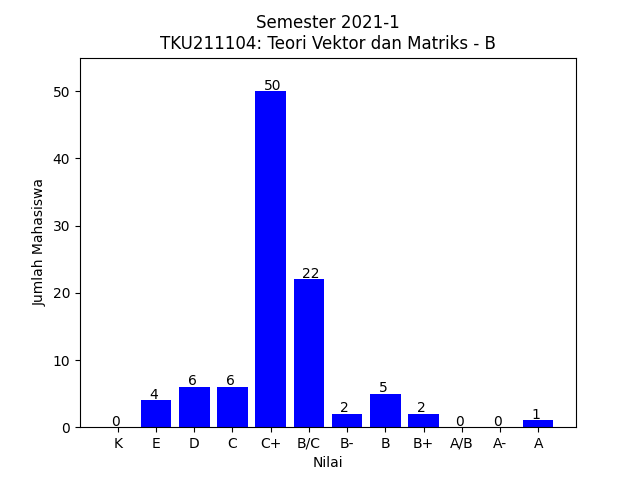 Semester 2021-1
TKU211104: Teori Vektor dan Matriks - B
50
40
30
20
10
0
Jumlah Mahasiswa
0 4 6 6 50 22 2 5 2 0 0 1
K E D C C+ B/C B- B B+ A/B A- A
Nilai